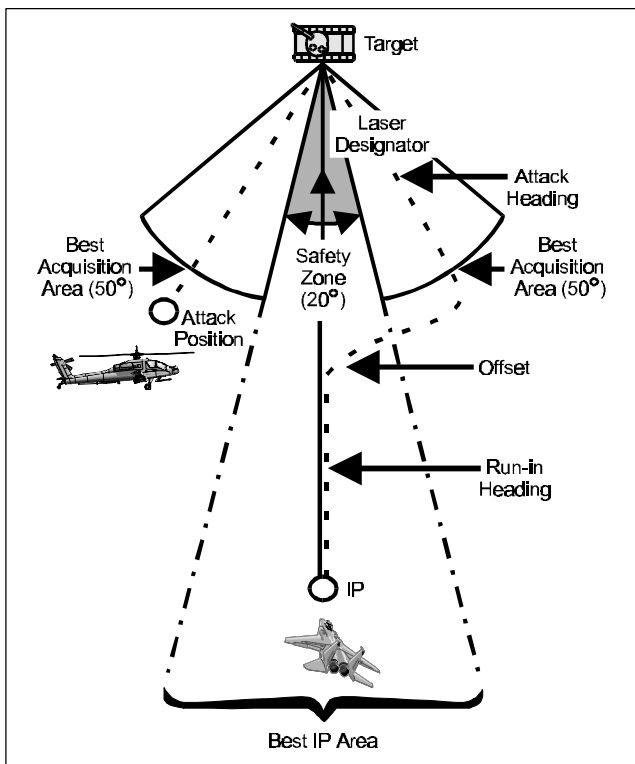 Target
Laser
Designator
Attack
Heading
Best
Acquisition
Area (50°)
Safety
Zone
(20°)
Best
Acquisition
Area (50°)
Attack
Position
Offset
Run-in
Heading
IP
Best IP Area